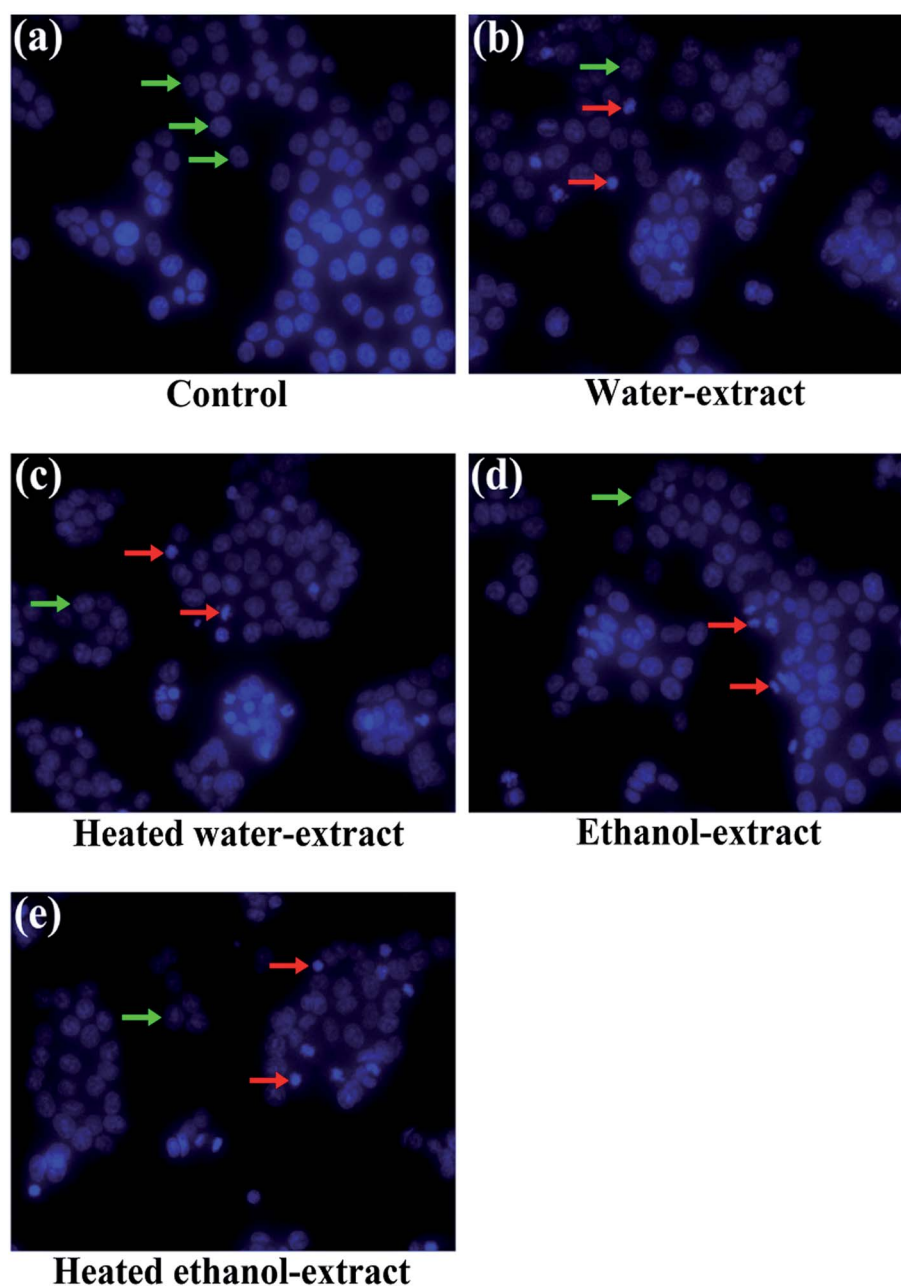 (a)
(b)
Control
Water-extract
(c)
(d)
Heated water-extract
Ethanol-extract
(e)
Heated ethanol-extract